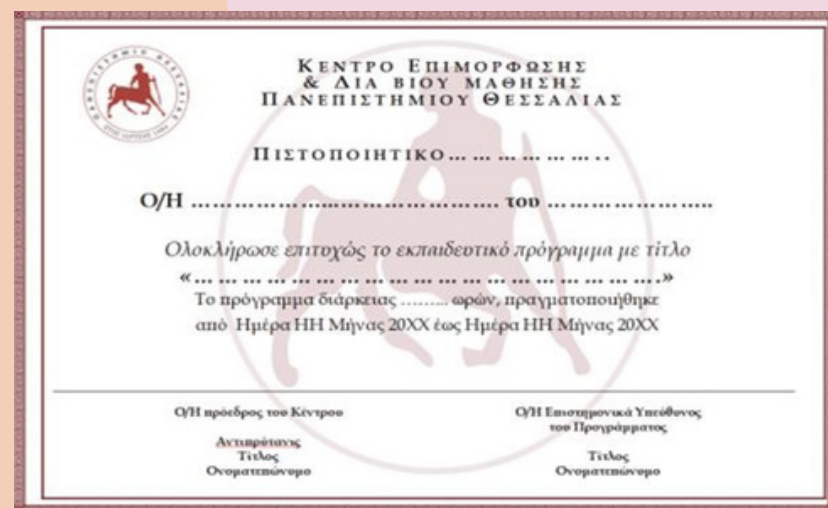 ΠΑΝΕΠΙΣΤΗΜΙΟ ΘΕΣΣΑΛΙΑΣ
ΚΕΝΤΡΟ ΕΠΙΜΟΡΦΩΣΗΣ
& ΔΙΑ ΒΙΟΥ ΜΑΘΗΣΗΣ
ΠΑΝΕΠΙΣΤΗΜΙΟΥ ΘΕΣΣΑΛΙΑΣ
ΠΙΣΤΟΠΟΙΗΤΙΚΟ... ... ... ... ... ...
Ο/Η ................................................ του ........................
Ολοκλήρωσε επιτυχώς το εκπαιδευτικό πρόγραμμα με τίτλο
«... ... ... ... ... ... ... ... ... ... ... ... ... ... ... ... ... ... ....»
Το πρόγραμμα διάρκειας ......... ωρών, πραγματοποιήθηκε
από Ημέρα ΗΗ Μήνας 20ΧΧ έως Ημέρα ΗΗ Μήνας 20ΧΧ
Ο/Η πρόεδρος του Κέντρου
Αντιπρύτανις
Τίτλος
Ονοματεπώνυμο
Ο/Η Επιστημονικά Υπεύθυνος
του Προγράμματος
Τίτλος
Ονοματεπώνυμο